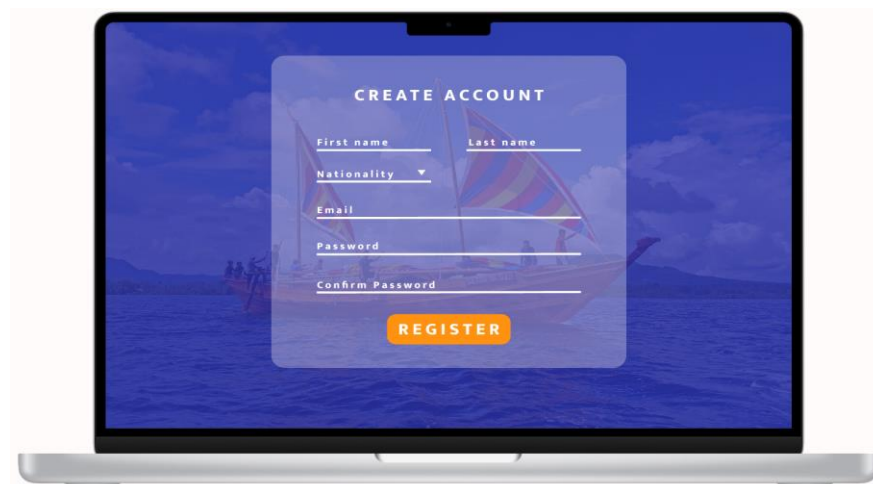 CREATE ACCOUNT
First name Last name
Nationality
Email
Password
Confirm Password
REGISTER